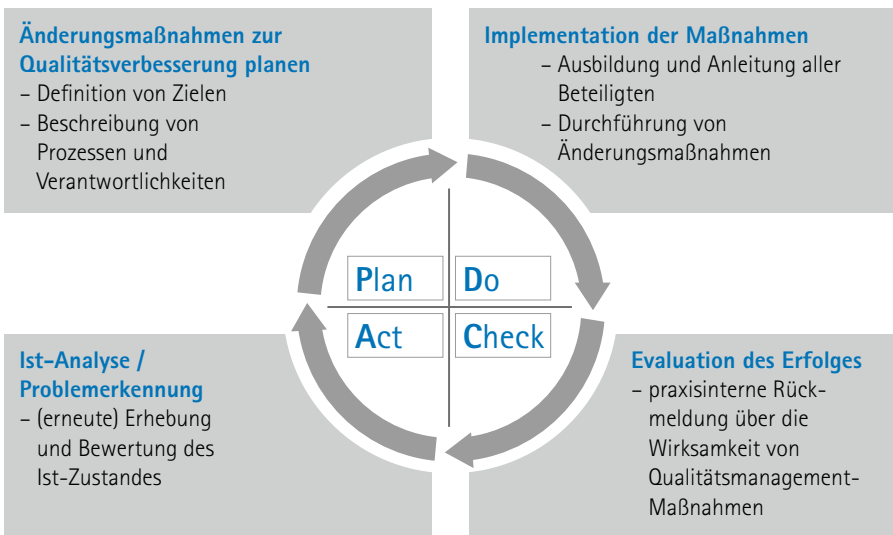 Änderungsmaßnahmen zur
Qualitätsverbesserung planen
– Definition von Zielen
– Beschreibung von
Prozessen und
Verantwortlichkeiten
Implementation der Maßnahmen
– Ausbildung und Anleitung aller
Beteiligten
– Durchführung von
Änderungsmaßnahmen
Plan
Do
Act
Check
Ist-Analyse /
Problemerkennung
– (erneute) Erhebung
und Bewertung des
Ist-Zustandes
Evaluation des Erfolges
– praxisinterne Rück-
meldung über die
Wirksamkeit von
Qualitätsmanagement-
Maßnahmen